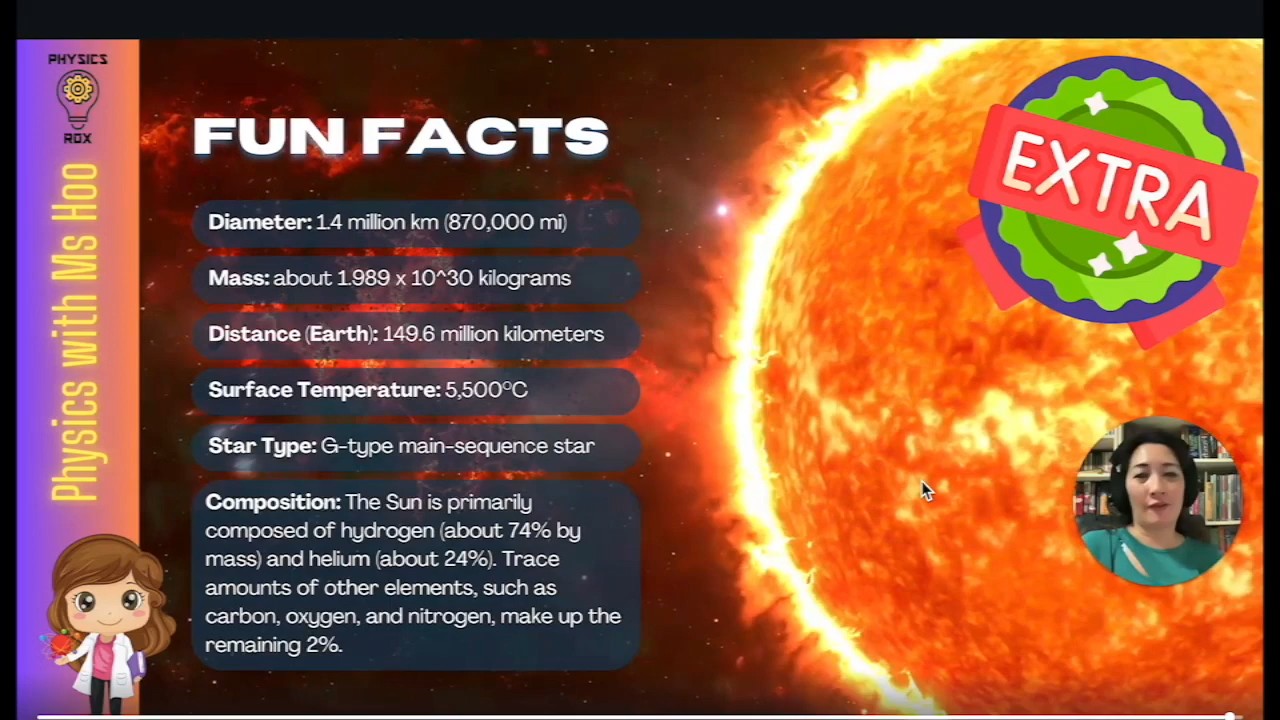 PHYSICS
ROX
Physics with Ms Hoo
FUN FACTS
EXTRA
Diameter: 1.4 million km (870,000 mi)
Mass: about 1.989 x 10^30 kilograms
Distance (Earth): 149.6 million kilometers
Surface Temperature: 5,500°C
Star Type: G-type main-sequence star
Composition: The Sun is primarily
composed of hydrogen (about 74% by
mass) and helium (about 24%). Trace
amounts of other elements, such as
carbon, oxygen, and nitrogen, make up the
remaining 2%.